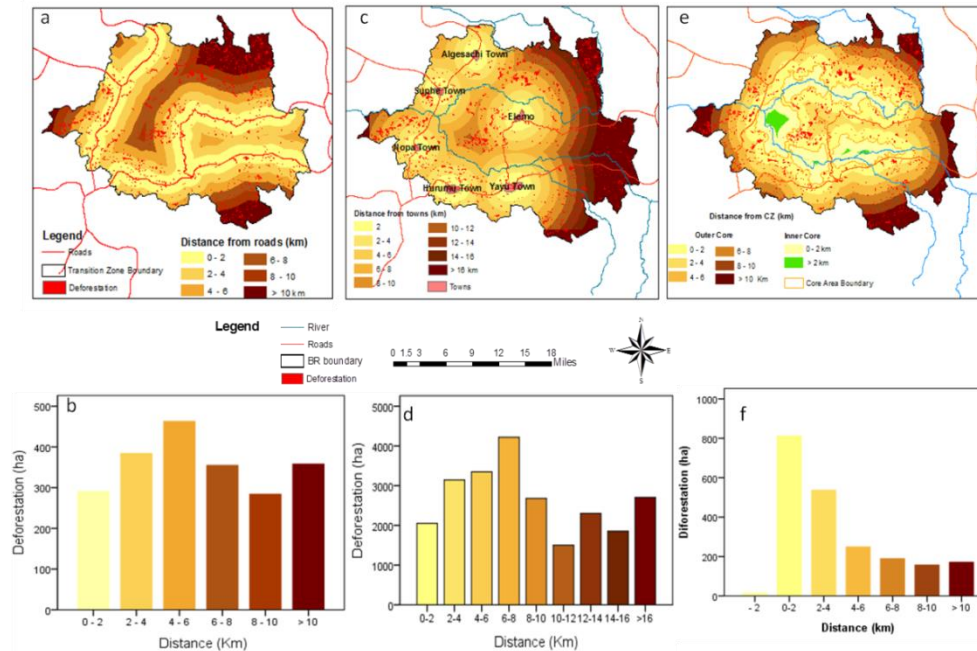 a
Legend
Roads
Transition Zone Boundary
Deforestation
Distance from roads (km)
0 - 2
2 - 4
4 - 6
6 - 8
8 - 10
> 10 km
c
Algesachi Town
Suphe Town
Elemo
Hopa Town
Yayu Town
Distance from towns (km)
2
2 - 4
4 - 6
6 - 8
8 - 10
10 - 12
12 - 14
14 - 16
> 16 km
Towns
e
Distance from CZ (km)
Outer Core
0 - 2
2 - 4
4 - 6
6 - 8
8 - 10
> 10 Km
Inner Core
0 - 2 km
> 2 km
Core Area Boundary
Legend
River
Roads
BR boundary
Deforestation
0 1.5 3 6 9 12 15 18
Miles
N
W E
S
b
Deforestation (ha)
500
400
300
200
100
0
0 - 2 2 - 4 4 - 6 6 - 8 8 - 10 > 10
Distance (Km)
d
Deforestation (ha)
5000
4000
3000
2000
1000
0
0-2 2-4 4-6 6-8 8-10 10-12 12-14 14-16 >16
Distance (Km)
f
Diforestation (ha)
800
600
400
200
0
- 2 0-2 2-4 4-6 6-8 8-10 >10
Distance (km)